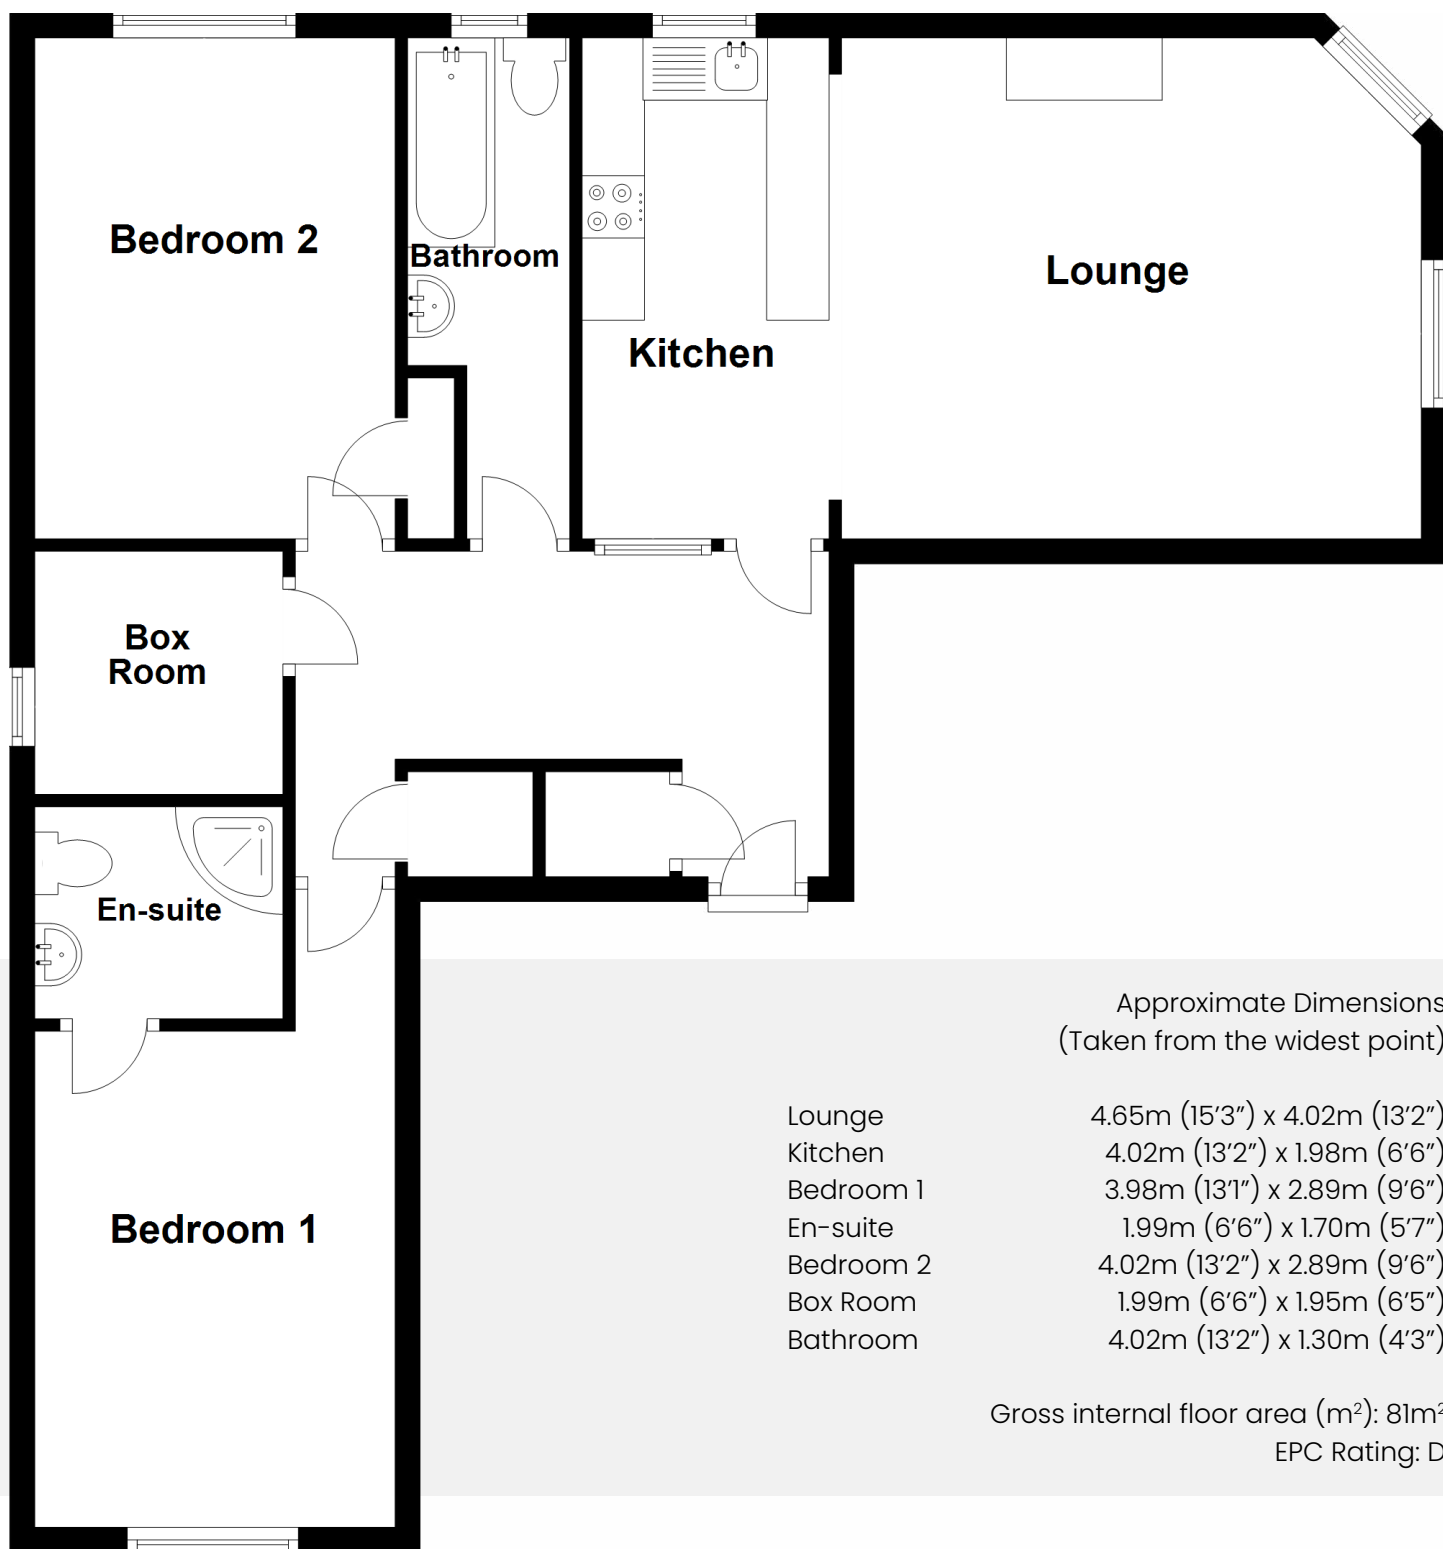 Bedroom 2
Bathroom
Kitchen
Lounge
Box
Room
En-suite
Bedroom 1
Approximate Dimensions
(Taken from the widest point)
Lounge 4.65m (15’3”) x 4.02m (13’2”)
Kitchen 4.02m (13’2”) x 1.98m (6’6”)
Bedroom 1 3.98m (13’1”) x 2.89m (9’6”)
En-suite 1.99m (6’6”) x 1.70m (5’7”)
Bedroom 2 4.02m (13’2”) x 2.89m (9’6”)
Box Room 1.99m (6’6”) x 1.95m (6’5”)
Bathroom 4.02m (13’2”) x 1.30m (4’3”)
Gross internal floor area (m²): 81m²
EPC Rating: D